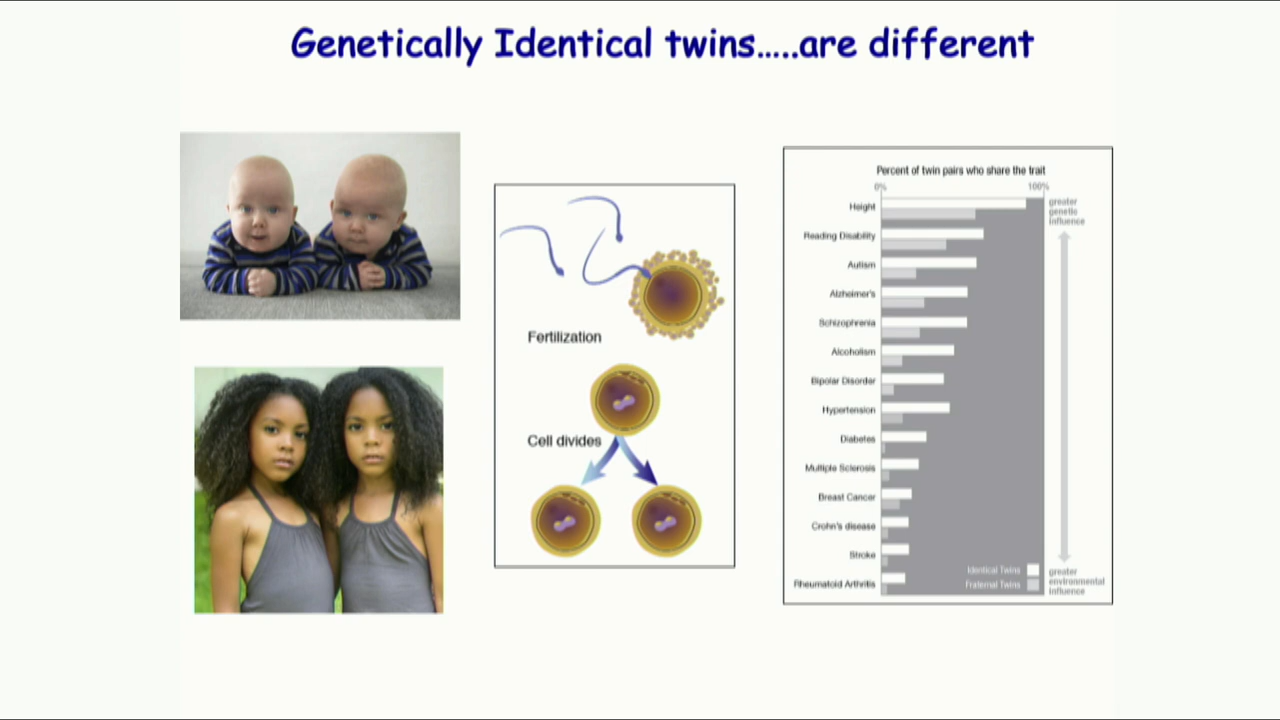 Genetically Identical twins.....are different
Fertilization
Cell divides
Percent of twin pairs who share the trait
0%
100%
Height
Reading Disability
Autism
Alzheimer's
Schizophrenia
Alcoholism
Bipolar Disorder
Hypertension
Diabetes
Multiple Sclerosis
Breast Cancer
Crohn's disease
Stroke
Rheumatoid Arthritis
Identical Twins
Fraternal Twins
greater
genetic
influence
greater
environmental
influence